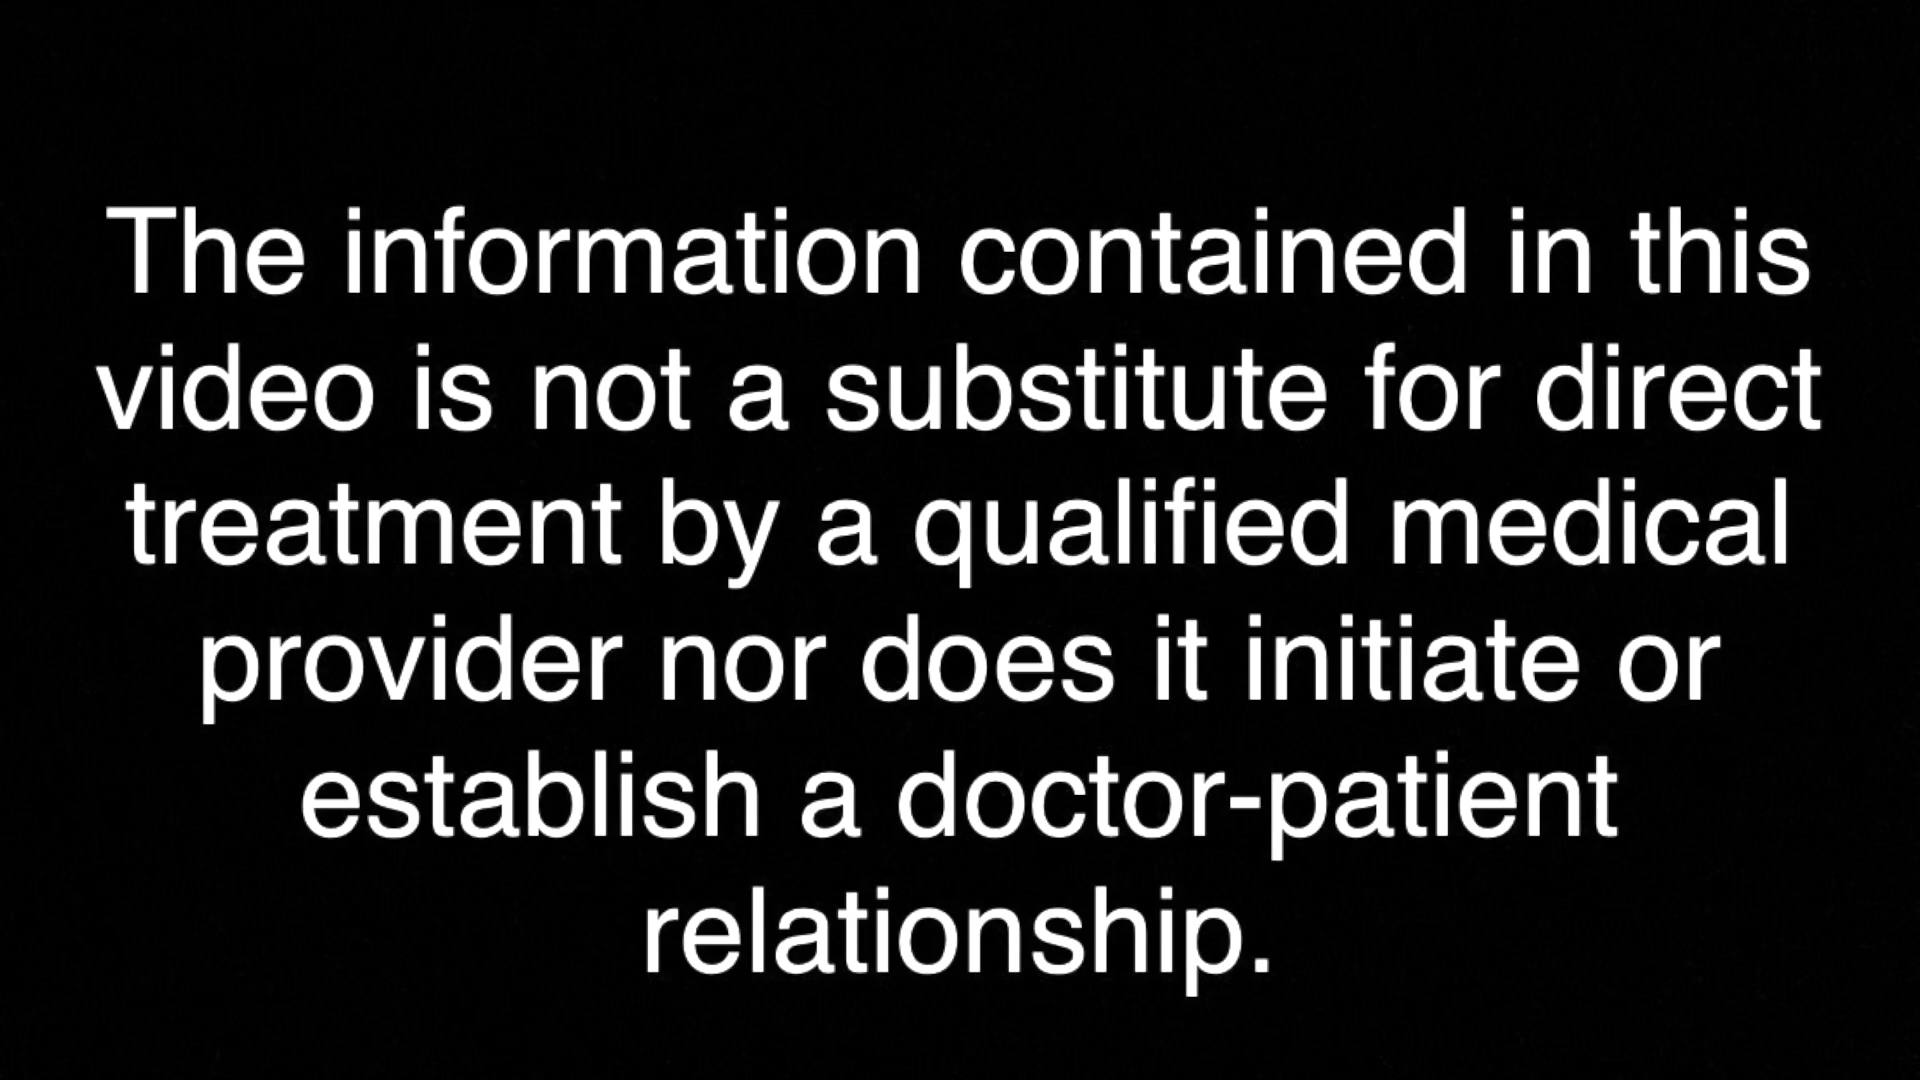 The information contained in this
video is not a substitute for direct
treatment by a qualified medical
provider nor does it initiate or
establish a doctor-patient
relationship.